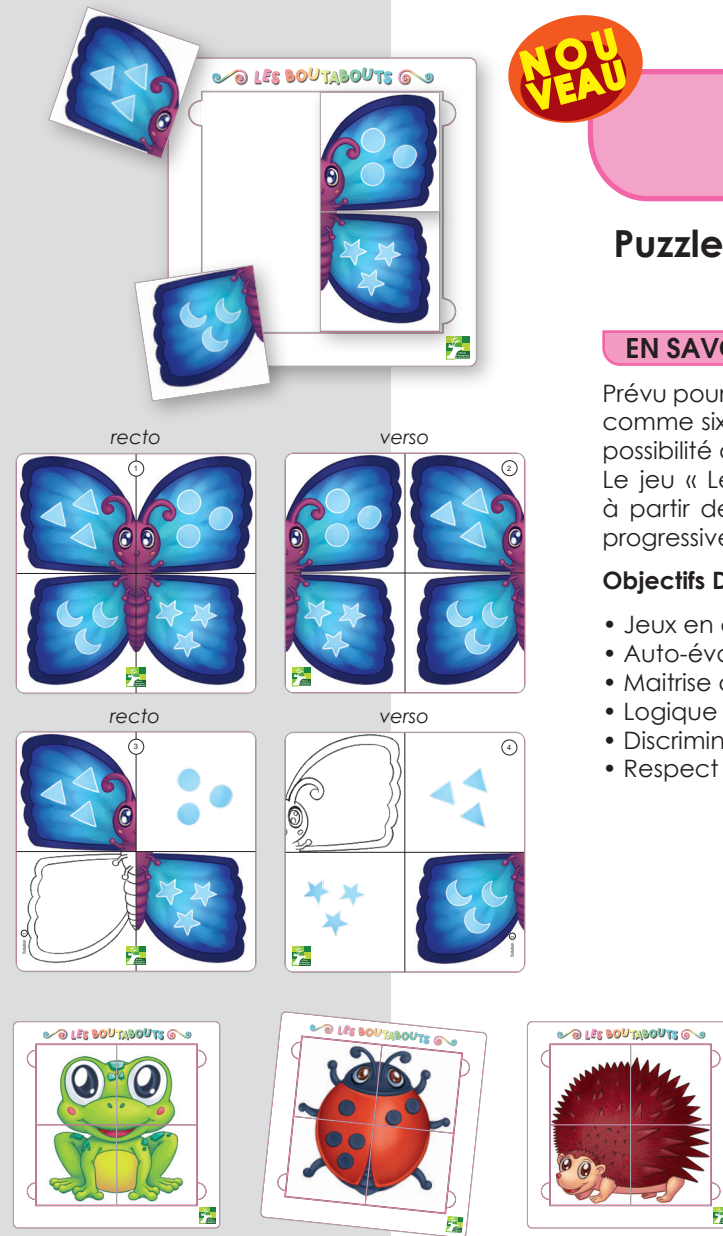 LES BOUTABOUTS
NOU
VEAU
Puzzle
EN SAVO
Prévu pour
comme six
possibilité
Le jeu « Le
à partir de
progressive
Objectifs D
• Jeux en
• Auto-éva
• Maitrise
• Logique
• Discrimin
• Respect
recto
verso
1
2
recto
verso
3
4
Solution
Solution
LES BOUTABOUTS
LES BOUTABOUTS
LES BOUTABOUTS